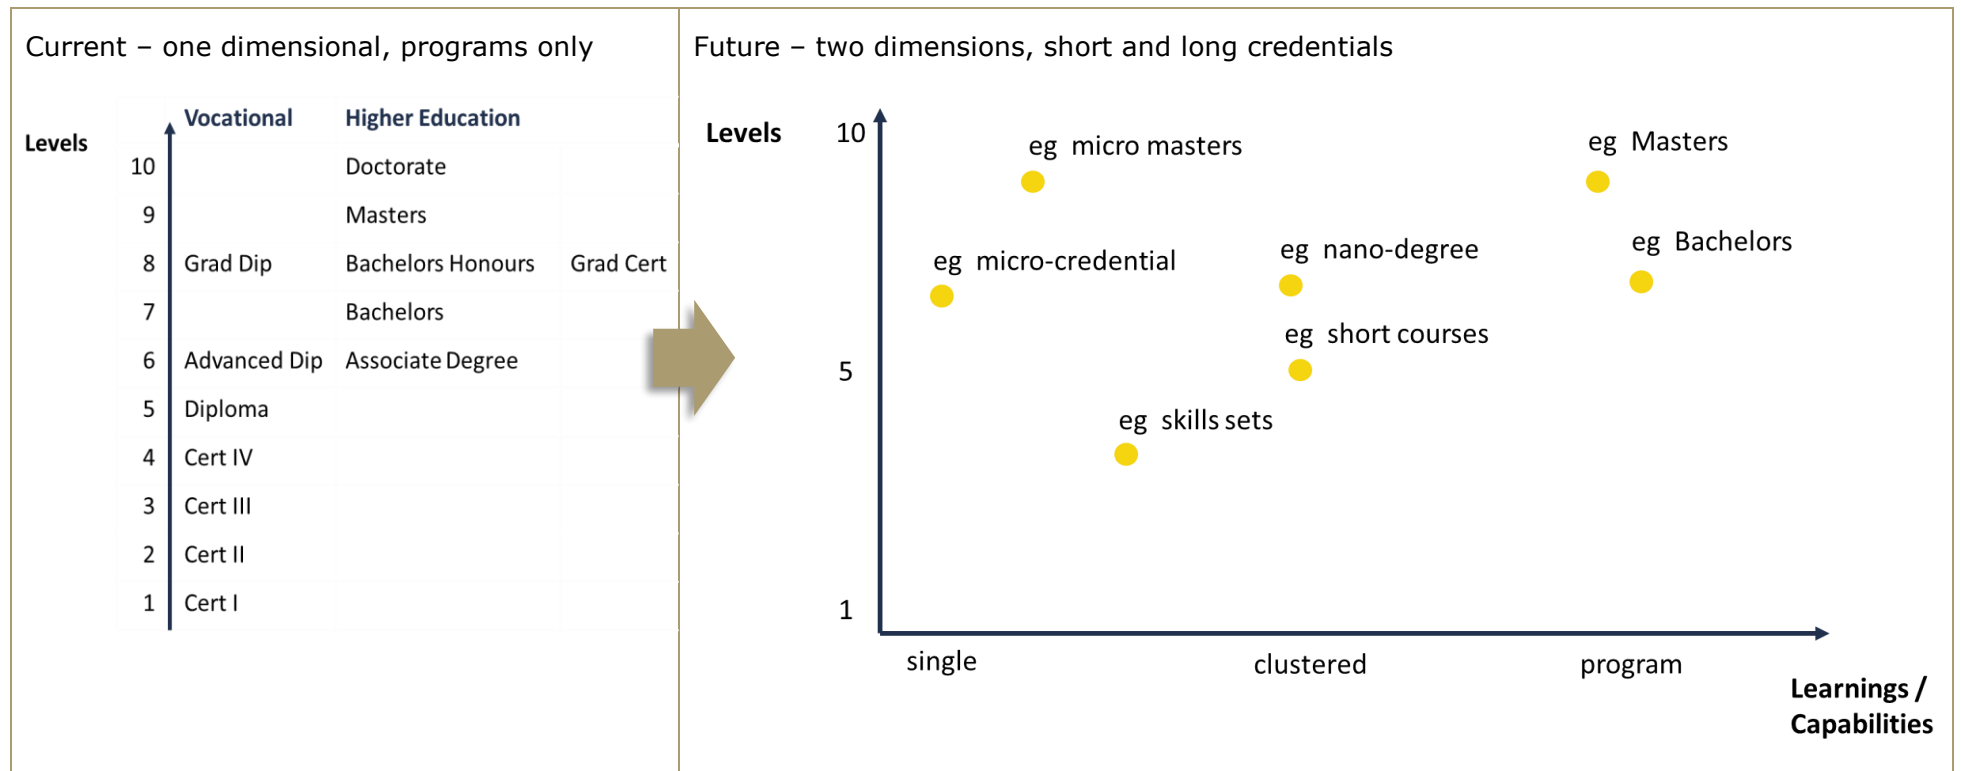 Current – one dimensional, programs only
Levels
Vocational Higher Education
10 Doctorate
9 Masters
8 Grad Dip Bachelors Honours Grad Cert
7 Bachelors
6 Advanced Dip Associate Degree
5 Diploma
4 Cert IV
3 Cert III
2 Cert II
1 Cert I
Future – two dimensions, short and long credentials
Levels
10
5
1
eg micro masters
eg Masters
eg micro-credential
eg nano-degree
eg Bachelors
eg short courses
eg skills sets
single clustered program
Learnings /
Capabilities